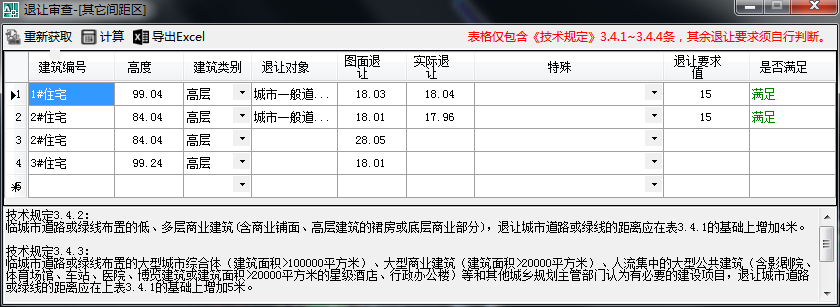 退让审查-[其它间距区]
重新获取 计算 导出Excel 表格仅包含《技术规定》3.4.1~3.4.4条，其余退让要求须自行判断。
建筑编号 高度 建筑类别 退让对象 图面退让 实际退让 特殊 退让要求值 是否满足
1 1#住宅 99.04 高层 城市一般道... 18.03 18.04 15 满足
2 2#住宅 84.04 高层 城市一般道... 18.01 17.96 15 满足
3 2#住宅 84.04 高层 28.05
4 3#住宅 99.24 高层 18.01
5
技术规定3.4.2：
临城市道路或绿线布置的低、多层商业建筑(含商业铺面、高层建筑的裙房或底层商业部分)，退让城市道路或绿线的距离应在表3.4.1的基础上增加4米。
技术规定3.4.3：
临城市道路或绿线布置的大型城市综合体（建筑面积>100000平方米）、大型商业建筑（建筑面积>20000平方米）、人流集中的大型公共建筑（含影剧院、
体育场馆、车站、医院、博览建筑或建筑面积>20000平方米的星级酒店、行政办公楼）等和其他城乡规划主管部门认为有必要的建设项目，退让城市道路
或绿线的距离应在上表3.4.1的基础上增加5米。